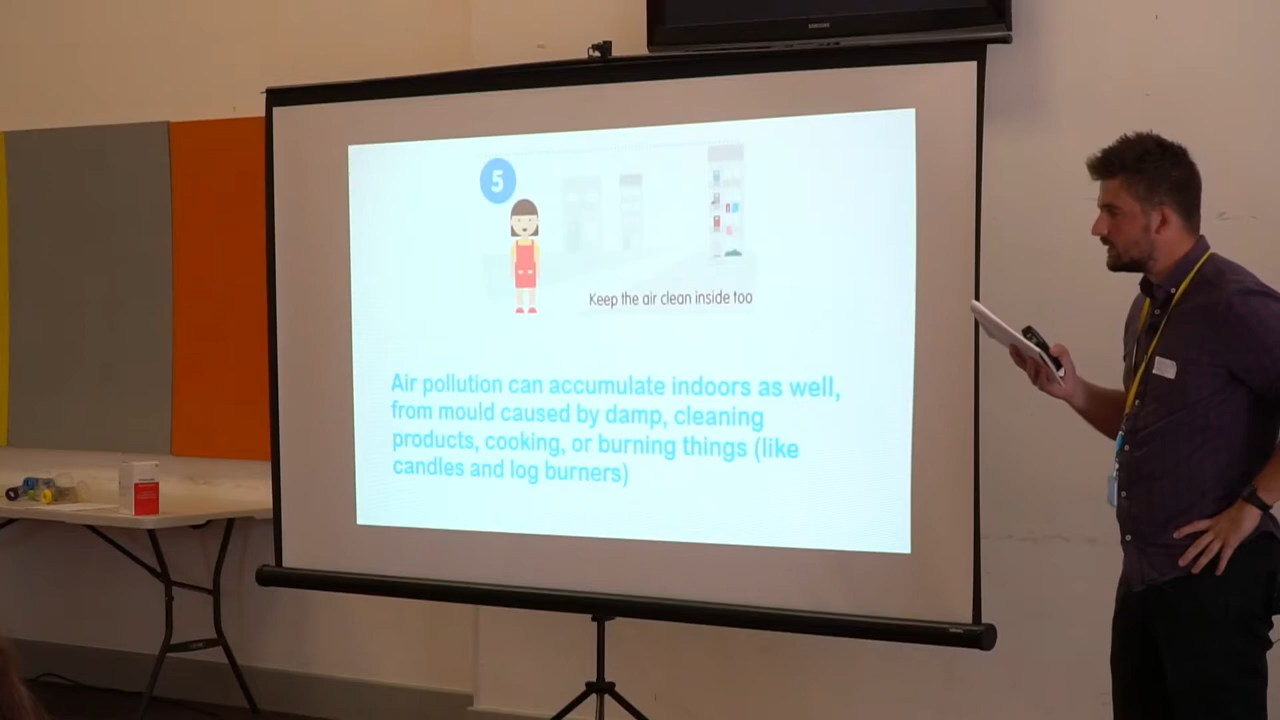 SAMSUNG
5
Keep the air clean inside too
Air pollution can accumulate indoors as well,
from mould caused by damp, cleaning
products, cooking, or burning things (like
candles and log burners)